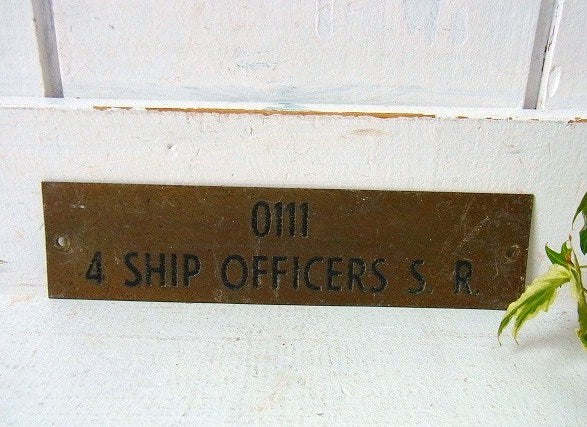 0111
4 SHIP OFFICERS S. R.